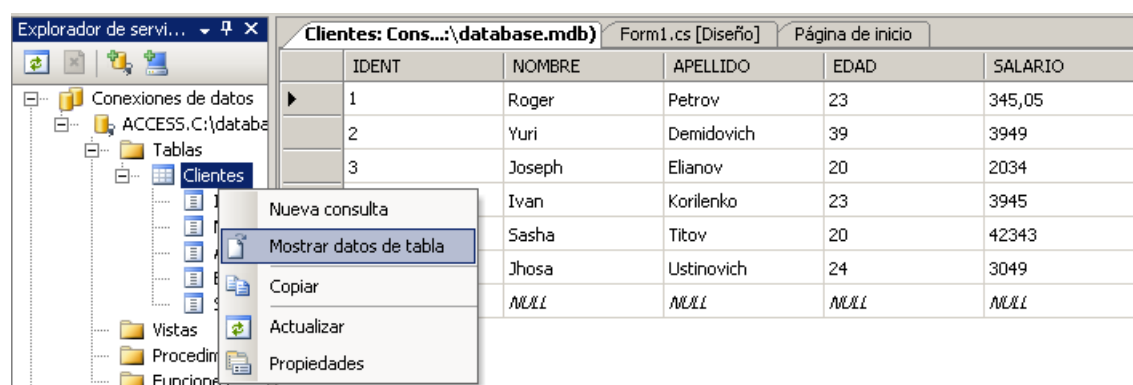 Explorador de servi...
Clientes: Cons...:\database.mdb) Form1.cs [Diseño] Página de inicio
IDENT NOMBRE APELLIDO EDAD SALARIO
Conexiones de datos
1 Roger Petrov 23 345,05
ACCESS.C:\databa
2 Yuri Demidovich 39 3949
Tablas
3 Joseph Elianov 20 2034
Clientes
Ivan Korilenko 23 3945
Nueva consulta
Sasha Titov 20 42343
Mostrar datos de tabla
Jhosa Ustinovich 24 3049
Copiar
NULL NULL NULL NULL
Vistas
Actualizar
Procedim
Propiedades
Funcione